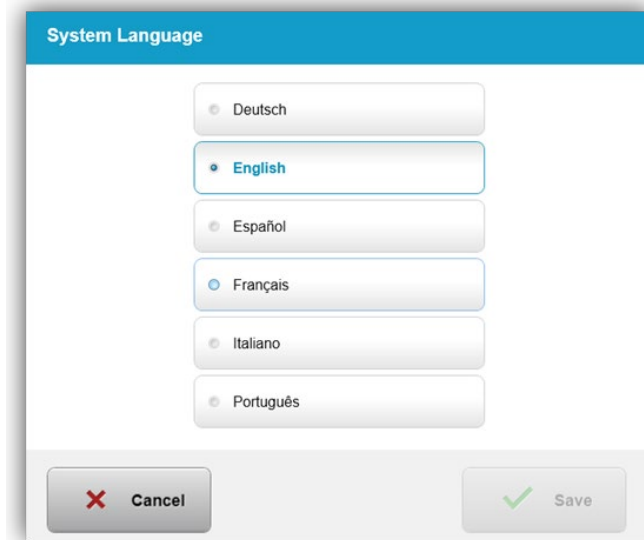 System Language
Deutsch
English
Español
Français
Italiano
Português
Cancel
Save